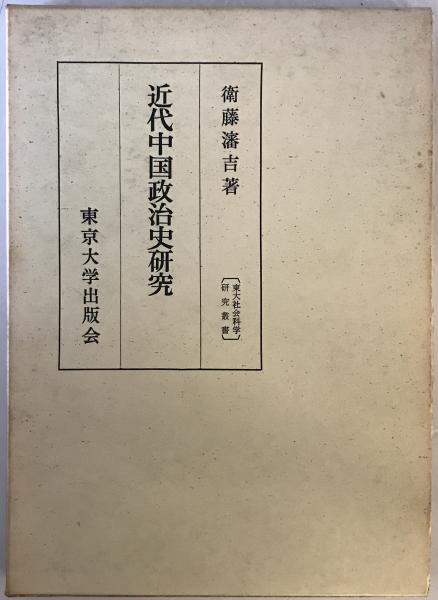 衛藤瀋吉著
〔東大社会科学
研究叢書〕
近代中国政治史研究
東京大学出版会